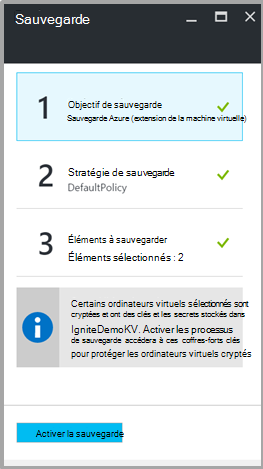 Sauvegarde
1
Objectif de sauvegarde
Sauvegarde Azure (extension de la machine virtuelle)
2
Stratégie de sauvegarde
DefaultPolicy
3
Éléments à sauvegarder
Éléments sélectionnés : 2
Certains ordinateurs virtuels sélectionnés sont
cryptées et ont des clés et les secrets stockés dans
IgniteDemoKV. Activer les processus
de sauvegarde accédera à ces coffres-forts clés
pour protéger les ordinateurs virtuels cryptés
Activer la sauvegarde